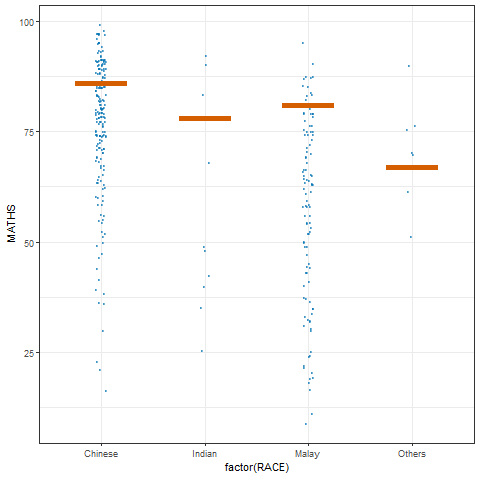 100
75
50
25
MATHS
Chinese
Indian
Malay
Others
factor(RACE)